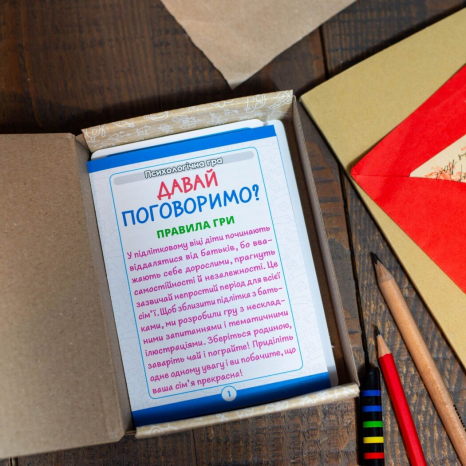 Психологічна гра
ДАВАЙ
ПОГОВОРИМО?
ПРАВИЛА ГРИ
У підлітковому віці діти починають
віддалятися від батьків, бо вва-
жають себе дорослими, прагнуть
самостійності й незалежності. Це
зазвичай непростий період для всієї
сім'ї. Щоб зблизити підлітка з бать-
ками, ми розробили гру з несклад-
ними запитаннями і тематичними
ілюстраціями. Зберіться родиною,
заваріть чай і пограйте! Приділіть
одне одному увагу і ви побачите, що
ваша сім'я прекрасна!
1